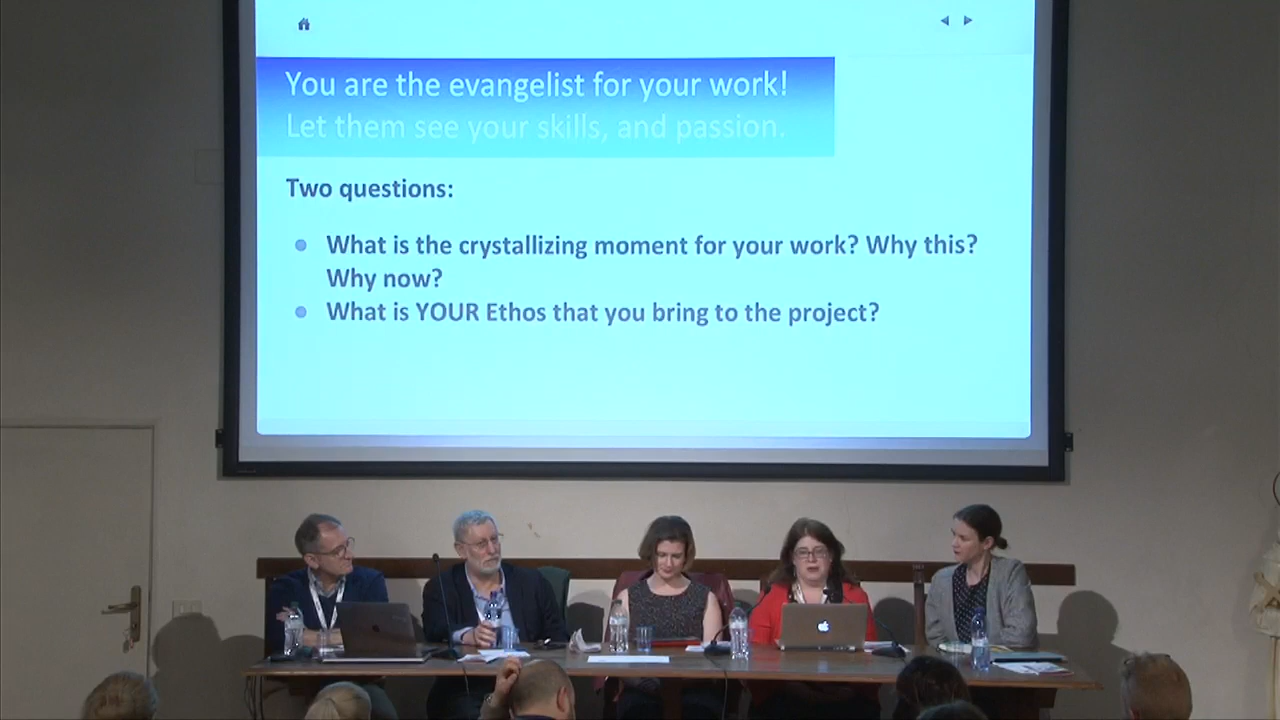 You are the evangelist for your work!
Let them see your skills, and passion.
Two questions:
What is the crystallizing moment for your work? Why this?
Why now?
What is YOUR Ethos that you bring to the project?